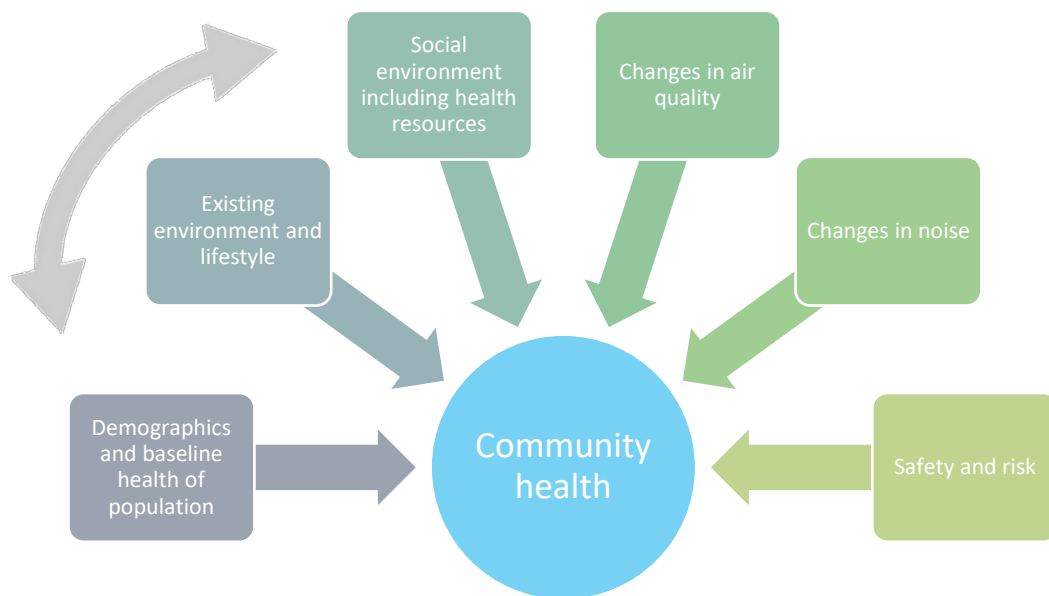 Social
environment
including health
resources
Changes in air
quality
Existing
environment and
lifestyle
Changes in noise
Demographics
and baseline
health of
population
Community
health
Safety and risk